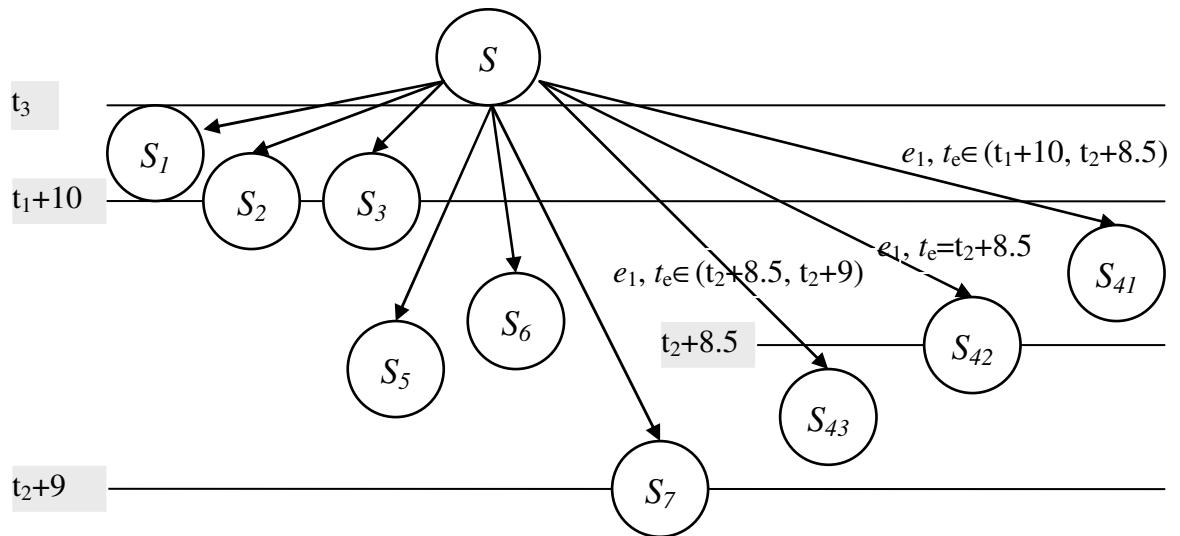 S
t₃
e₁, tₑ∈(t₁+10, t₂+8.5)
S₁
t₁+10
S₂
S₃
e₁, tₑ=t₂+8.5
e₁, tₑ∈(t₂+8.5, t₂+9)
S₄₁
S₆
t₂+8.5
S₄₂
S₅
S₄₃
t₂+9
S₇